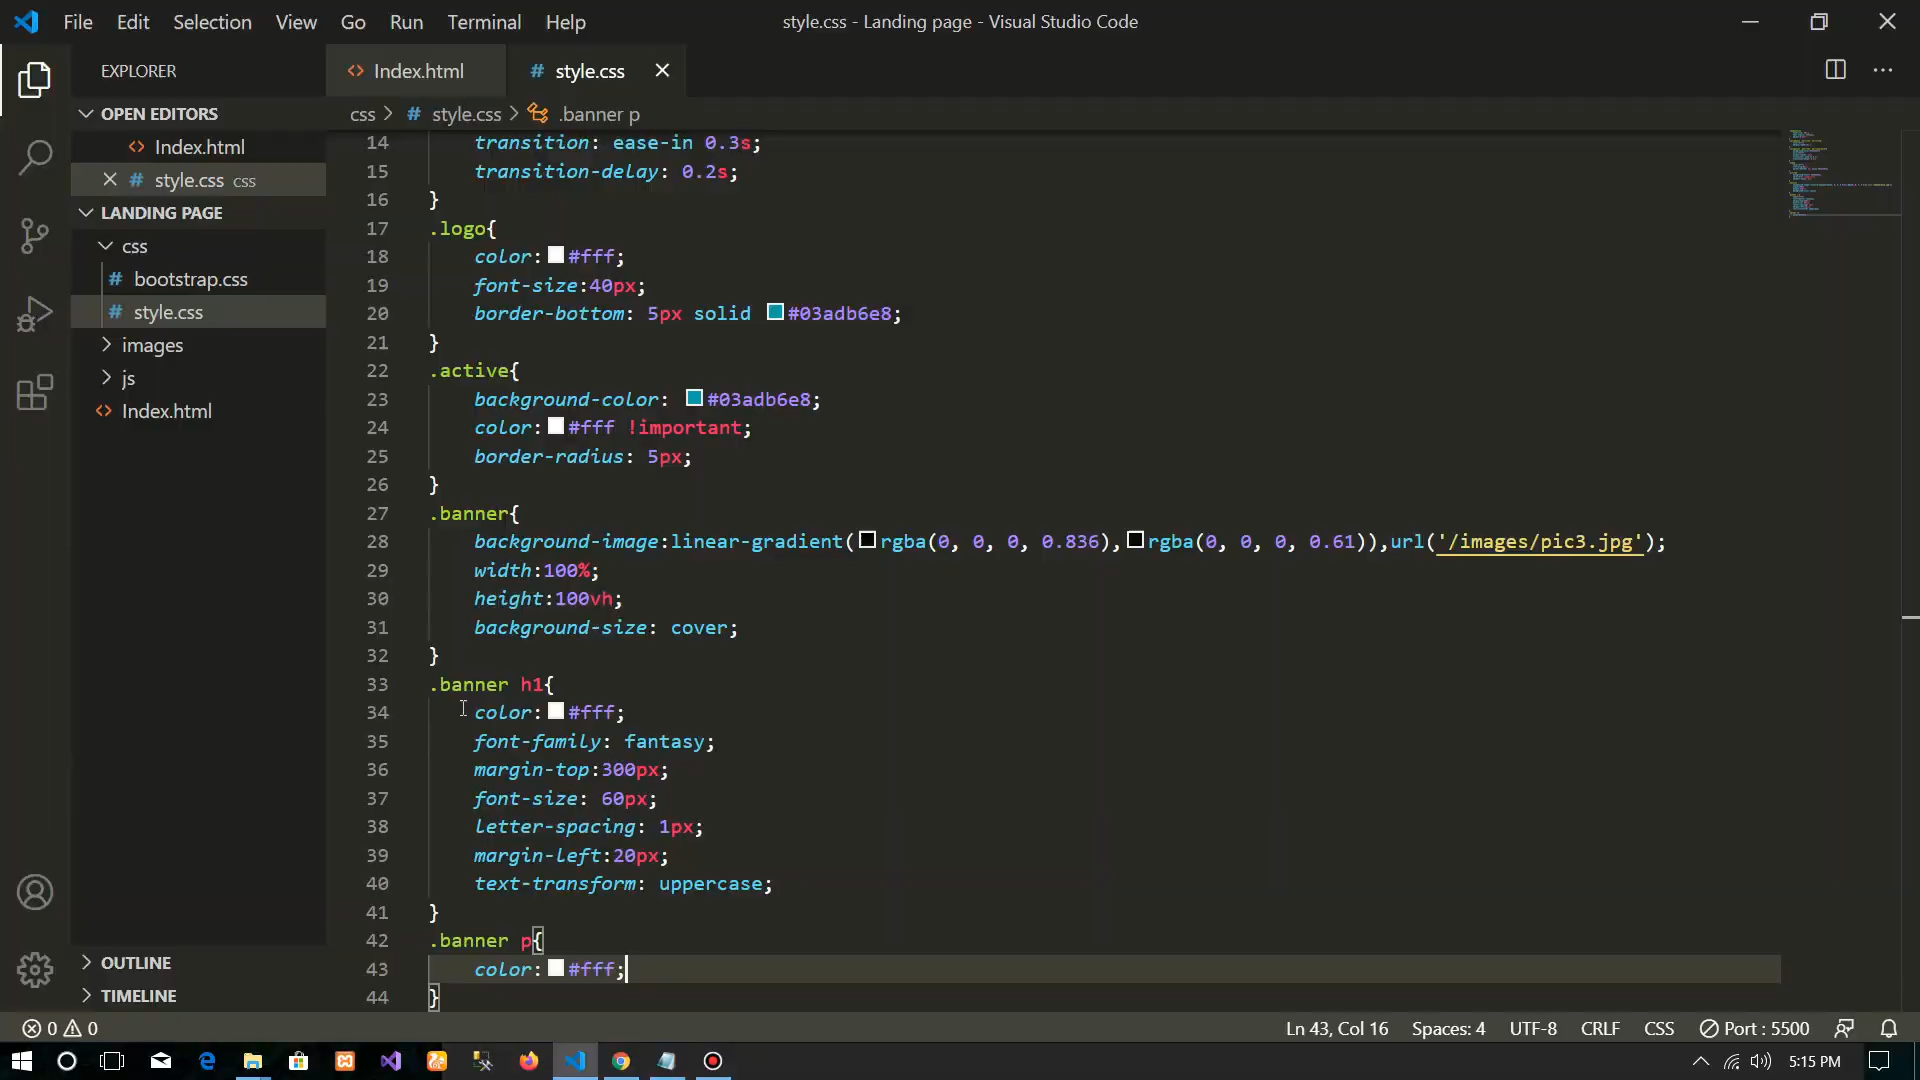 File Edit Selection View Go Run Terminal Help
style.css - Landing page - Visual Studio Code
EXPLORER
Index.html
# style.css
OPEN EDITORS
Index.html
# style.css css
LANDING PAGE
css
# bootstrap.css
# style.css
images
js
Index.html
OUTLINE
TIMELINE
css > # style.css > .banner p
14 transition: ease-in 0.3s;
15 transition-delay: 0.2s;
16 }
17 .logo{
18 color:#fff;
19 font-size:40px;
20 border-bottom: 5px solid #03adb6e8;
21 }
22 .active{
23 background-color: #03adb6e8;
24 color:#fff !important;
25 border-radius: 5px;
26 }
27 .banner{
28 background-image:linear-gradient(rgba(0, 0, 0, 0.836),rgba(0, 0, 0, 0.61)),url('/images/pic3.jpg');
29 width:100%;
30 height:100vh;
31 background-size: cover;
32 }
33 .banner h1{
34 color:#fff;
35 font-family: fantasy;
36 margin-top:300px;
37 font-size: 60px;
38 letter-spacing: 1px;
39 margin-left:20px;
40 text-transform: uppercase;
41 }
42 .banner p{
43 color:#fff;
44 }
0 0
Ln 43, Col 16 Spaces: 4 UTF-8 CRLF CSS Port : 5500
5:15 PM